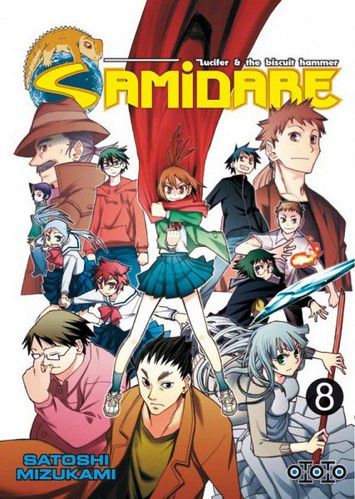 Lucifer & the biscuit hammer
SAMIDARE
8
SATOSHI
MIZUKAMI
OTOTO